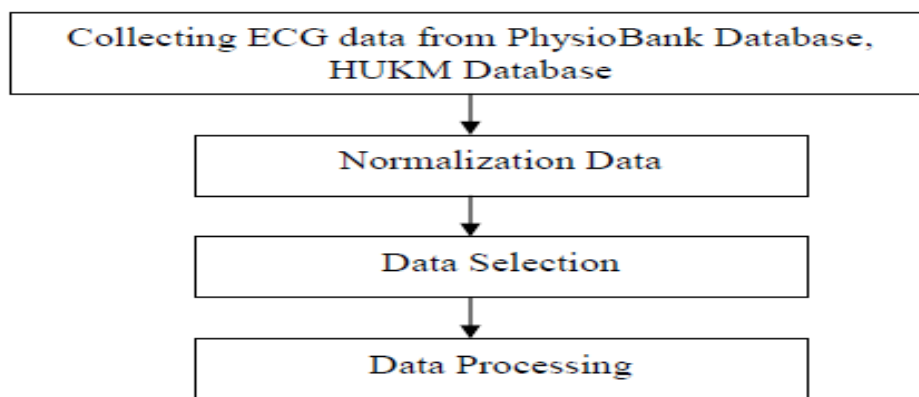 Collecting ECG data from PhysioBank Database,
HUKM Database
Normalization Data
Data Selection
Data Processing